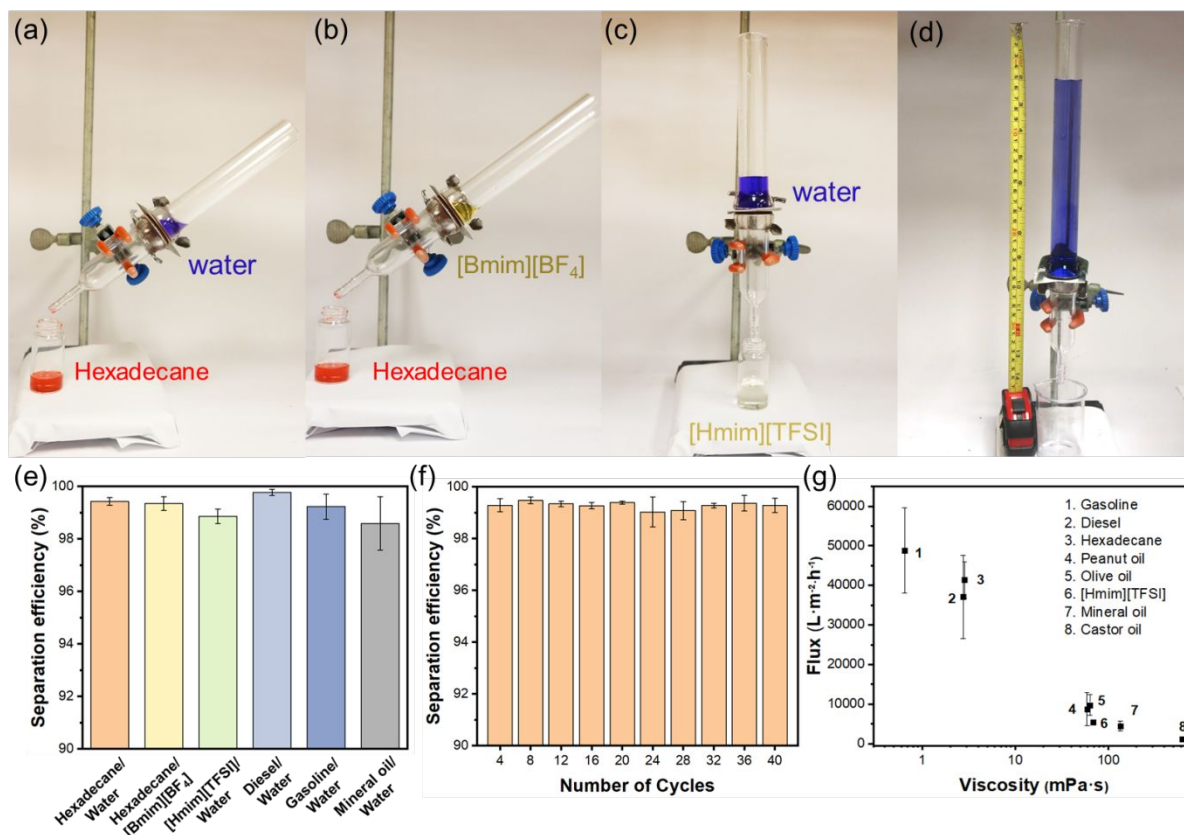 (a)
(b)
(c)
(d)
water
[Bmim][BF₄]
water
Hexadecane
Hexadecane
[Hmim][TFSI]
(e)
Separation efficiency (%)
100
98
96
94
92
90
Hexadecane/
Water
Hexadecane/
[Bmim][BF₄]
[Hmim][TFSI]/
Water
Diesel/
Water
Gasoline/
Water
Mineral oil/
Water
(f)
Separation efficiency (%)
100
98
96
94
92
90
4 8 12 16 20 24 28 32 36 40
Number of Cycles
(g)
Flux (L·m⁻²·h⁻¹)
60000
50000
40000
30000
20000
10000
0
1
2
3
4
5
6
7
8
1. Gasoline
2. Diesel
3. Hexadecane
4. Peanut oil
5. Olive oil
6. [Hmim][TFSI]
7. Mineral oil
8. Castor oil
1 10 100
Viscosity (mPa·s)